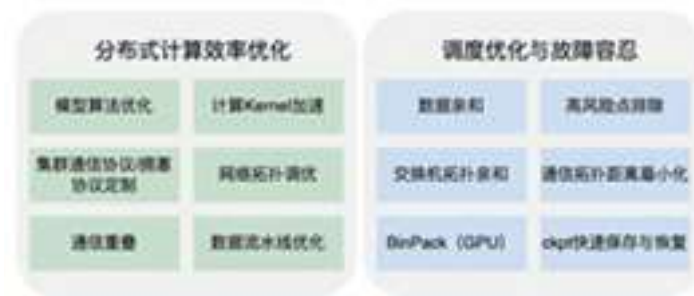 分布式计算效率优化
模型算法优化
计算Kernel加速
集群通信协议/拥塞
协议定制
网络拓扑调优
通信重叠
数据流水线优化
调度优化与故障容忍
数据亲和
高风险点排除
交换机拓扑亲和
通信拓扑距离最小化
BinPack（GPU）
ckpt快速保存与恢复